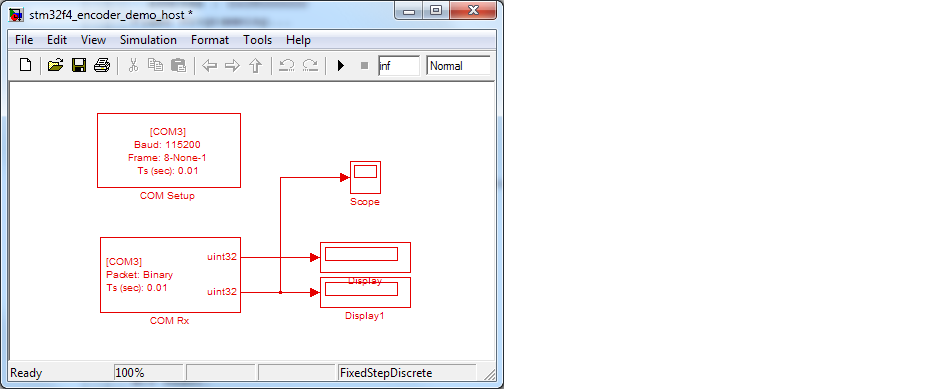 stm32f4_encoder_demo_host *
File Edit View Simulation Format Tools Help
inf Normal
[COM3]
Baud: 115200
Frame: 8-None-1
Ts (sec): 0.01
COM Setup
Scope
[COM3]
Packet: Binary
Ts (sec): 0.01
uint32
uint32
COM Rx
Display
Display1
Ready 100% FixedStepDiscrete